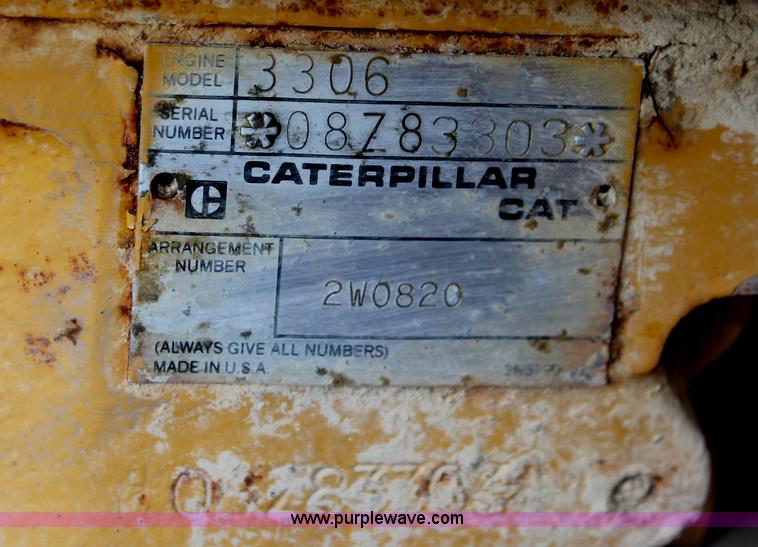 ENGINE
MODEL
3306
SERIAL
NUMBER
*08Z83303*
CATERPILLAR
CAT
ARRANGEMENT
NUMBER
2W0820
(ALWAYS GIVE ALL NUMBERS)
MADE IN U.S.A.
www.purplewave.com